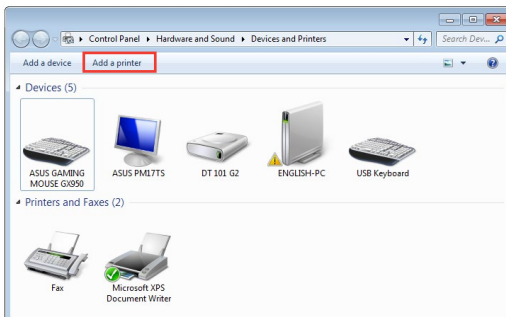 Control Panel Hardware and Sound Devices and Printers
Search Dev...
Add a device Add a printer
Devices (5)
ASUS GAMING
MOUSE GX950
ASUS PM17TS
DT 101 G2
ENGLISH-PC
USB Keyboard
Printers and Faxes (2)
Fax
Microsoft XPS
Document Writer